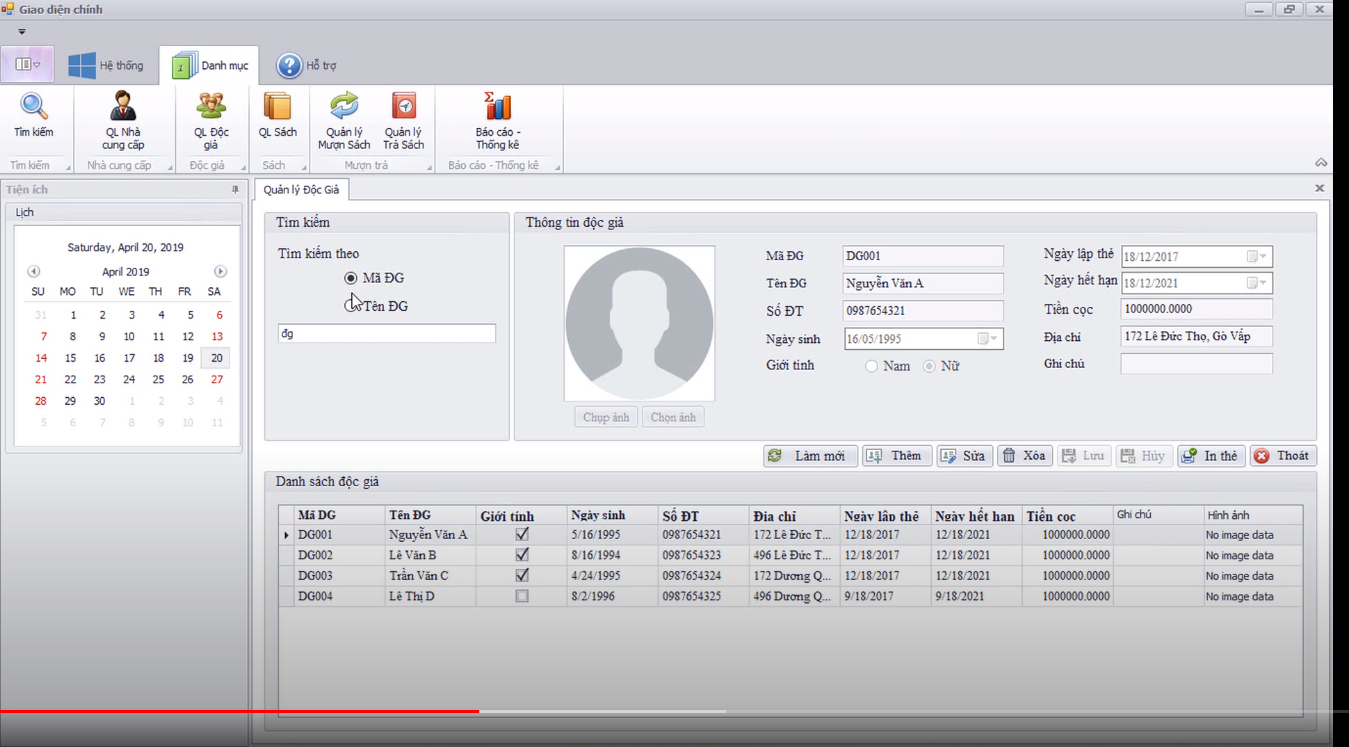 Giao diện chính
Hệ thống
Danh mục
Hỗ trợ
Tìm kiếm
QL Nhà cung cấp
QL Độc giả
QL Sách
Quản lý Mượn Sách
Quản lý Trả Sách
Báo cáo - Thống kê
Tìm kiếm
Nhà cung cấp
Độc giả
Sách
Mượn trả
Báo cáo - Thống kê
Tiện ích
Lịch
Saturday, April 20, 2019
April 2019
SU MO TU WE TH FR SA
31 1 2 3 4 5 6
7 8 9 10 11 12 13
14 15 16 17 18 19 20
21 22 23 24 25 26 27
28 29 30 1 2 3 4
5 6 7 8 9 10 11
Quản lý Độc Giả
Tìm kiếm
Tìm kiếm theo
Mã ĐG
Tên ĐG
đg
Thông tin độc giả
Chụp ảnh
Chọn ảnh
Mã ĐG DG001
Tên ĐG Nguyễn Văn A
Số ĐT 0987654321
Ngày sinh 16/05/1995
Giới tính Nam Nữ
Ngày lập thẻ 18/12/2017
Ngày hết hạn 18/12/2021
Tiền cọc 1000000.0000
Địa chỉ 172 Lê Đức Thọ, Gò Vấp
Ghi chú
Làm mới Thêm Sửa Xóa Lưu Hủy In thẻ Thoát
Danh sách độc giả
Mã DG Tên ĐG Giới tính Ngày sinh Số ĐT Địa chỉ Ngày lập thẻ Ngày hết hạn Tiền cọc Ghi chú Hình ảnh
DG001 Nguyễn Văn A 5/16/1995 0987654321 172 Lê Đức T... 12/18/2017 12/18/2021 1000000.0000 No image data
DG002 Lê Văn B 8/16/1994 0987654323 496 Lê Đức T... 12/18/2017 12/18/2021 1000000.0000 No image data
DG003 Trần Văn C 4/24/1995 0987654324 172 Dương Q... 12/18/2017 12/18/2021 1000000.0000 No image data
DG004 Lê Thị D 8/2/1996 0987654325 496 Dương Q... 9/18/2017 9/18/2021 1000000.0000 No image data